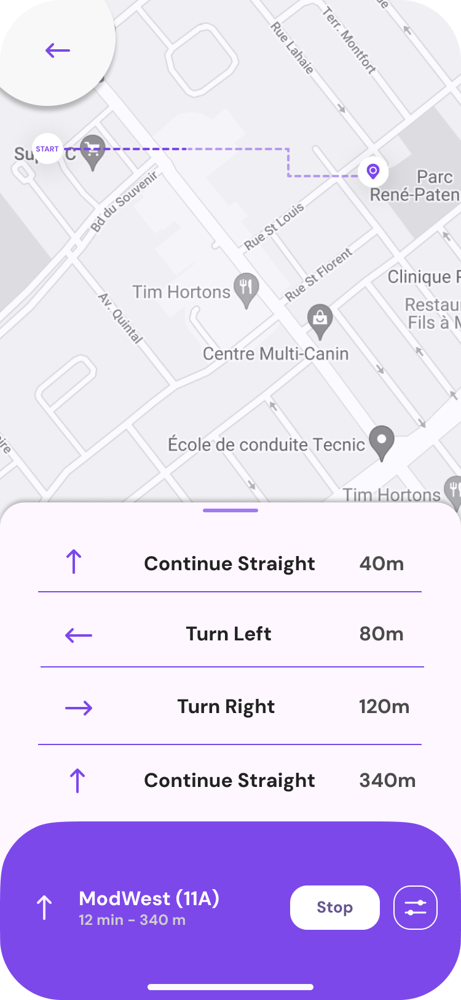 Rue Lahaie
Terr. Montfort
START
C
Parc
René-Paten
Bd du Souvenir
Rue St Louis
Rue St Florent
Clinique
Tim Hortons
Restau
Fils à
Av. Quintal
Centre Multi-Canin
École de conduite Tecnic
Tim Hortons
Continue Straight 40m
Turn Left 80m
Turn Right 120m
Continue Straight 340m
ModWest (11A)
12 min - 340 m
Stop